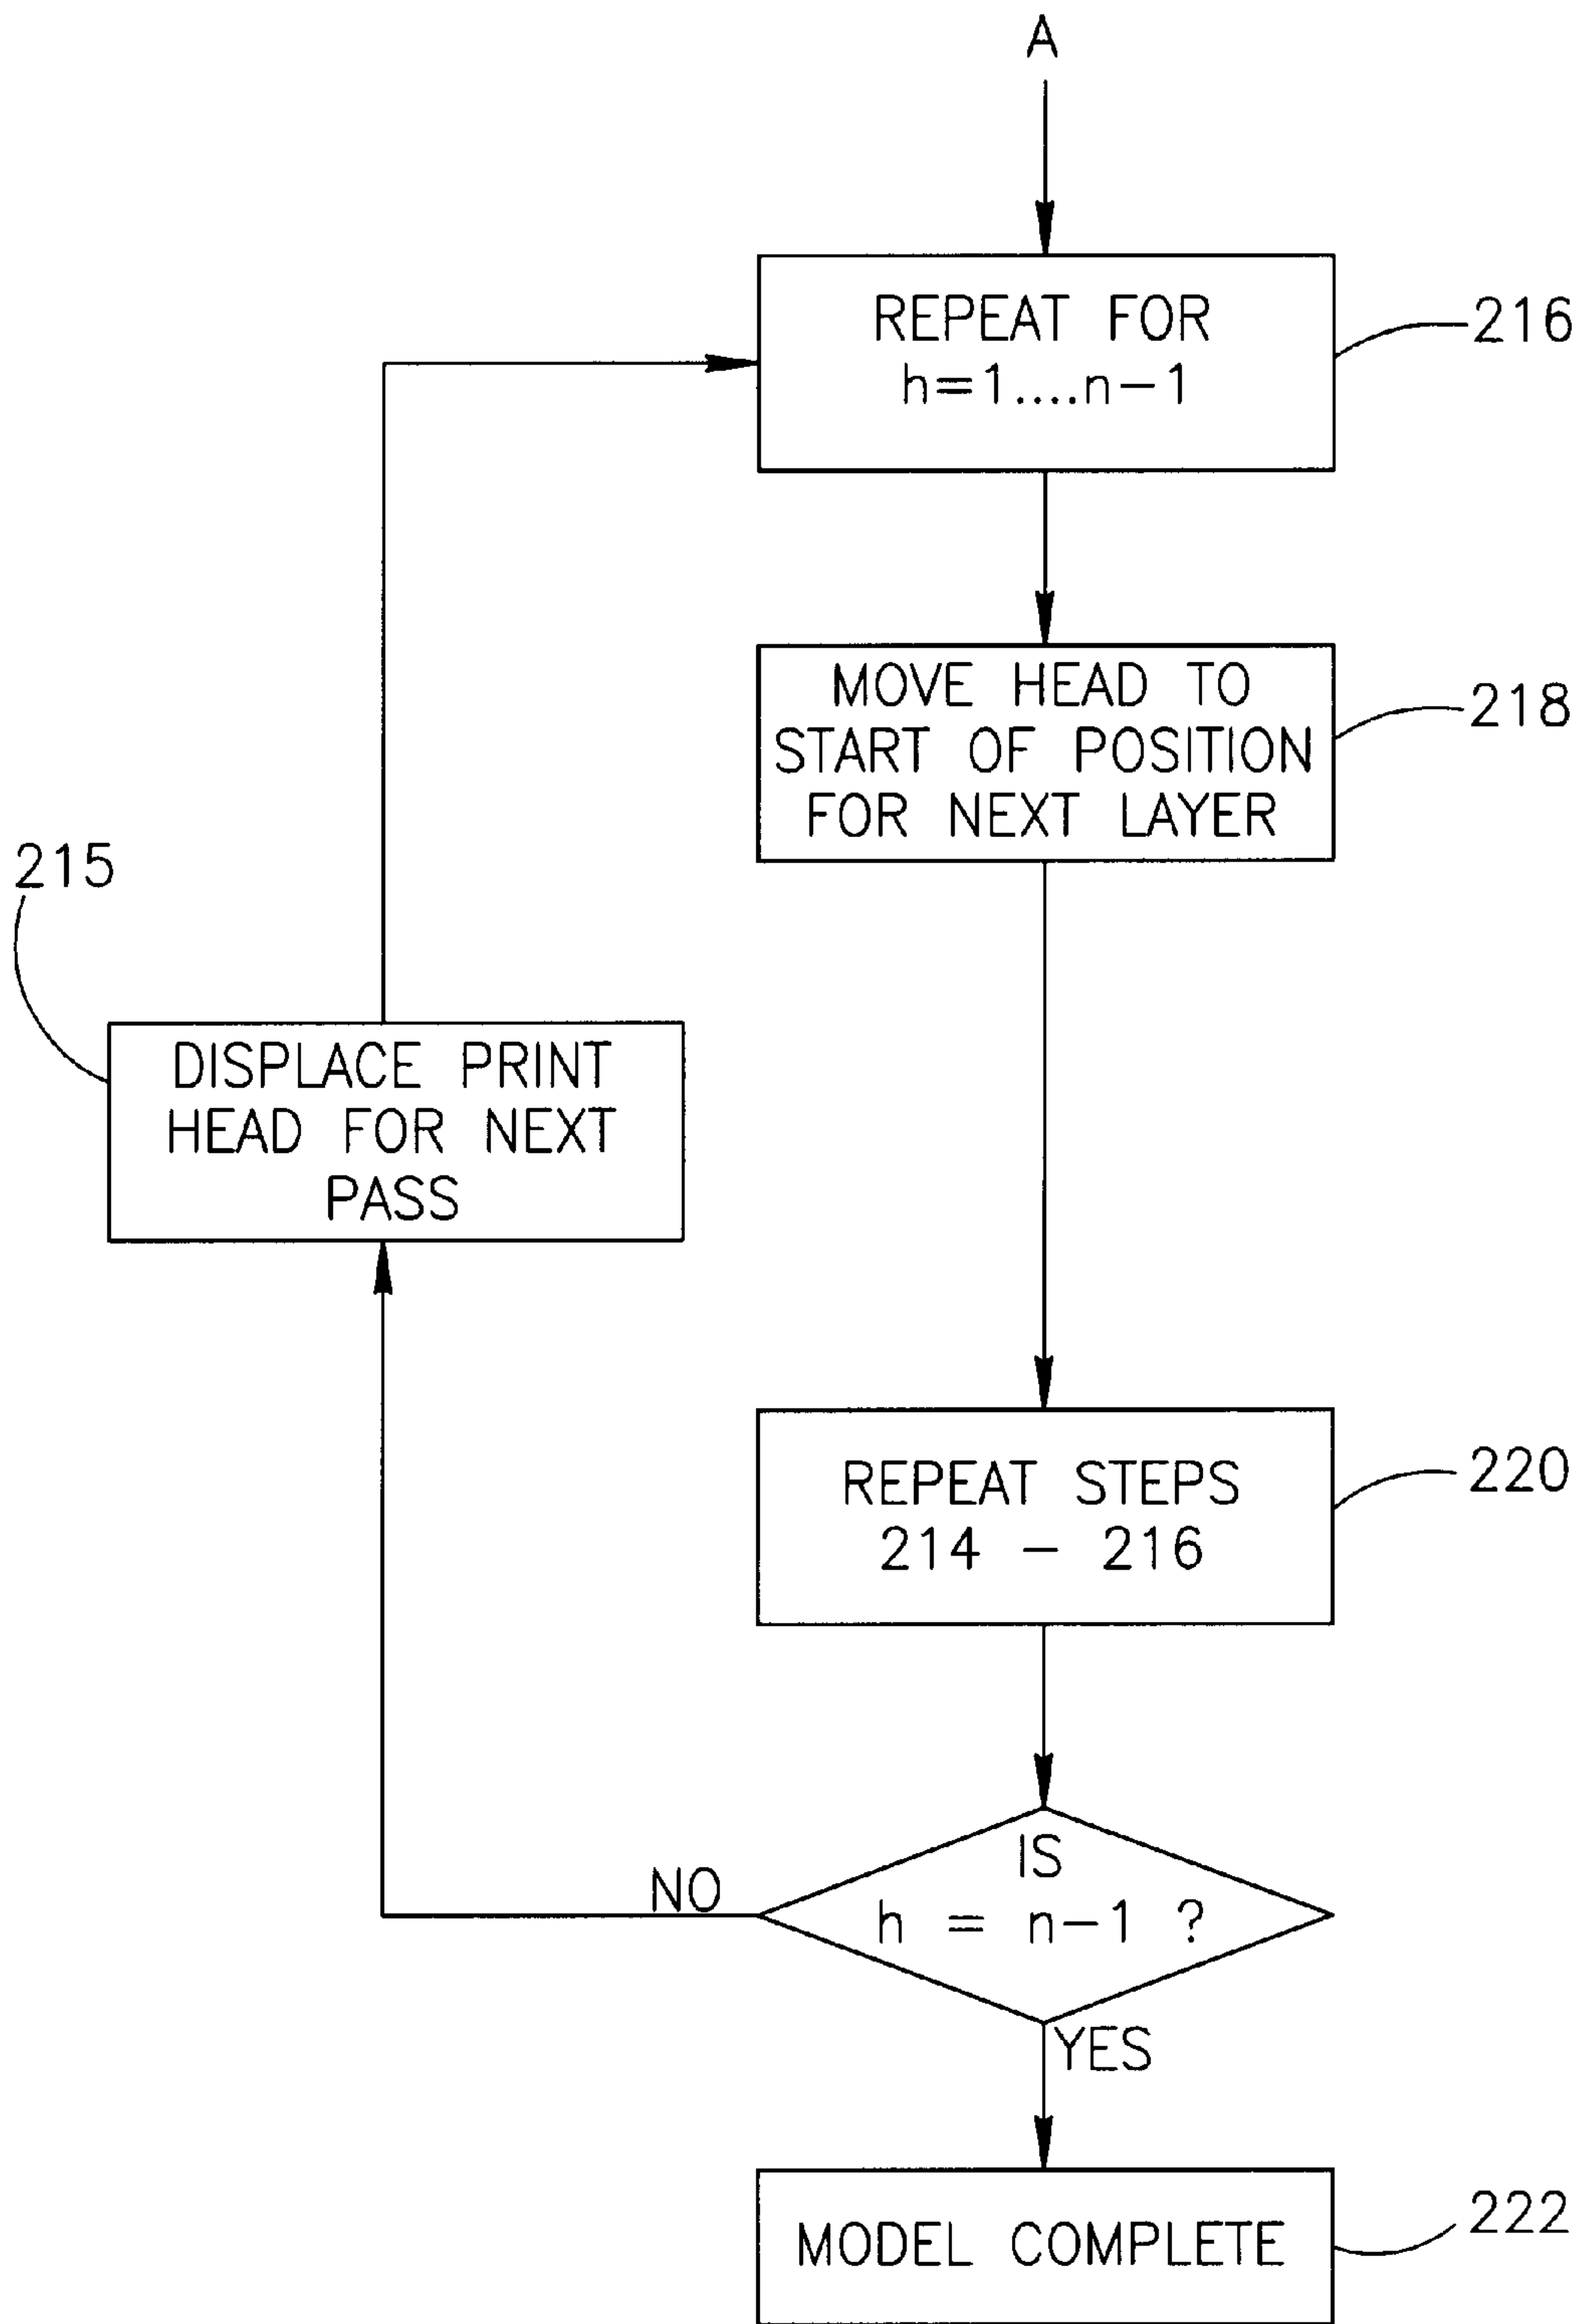 A
REPEAT FOR
h=1....n-1
216
MOVE HEAD TO
START OF POSITION
FOR NEXT LAYER
218
215
DISPLACE PRINT
HEAD FOR NEXT
PASS
REPEAT STEPS
214 - 216
220
IS
h = n-1 ?
NO
YES
MODEL COMPLETE
222